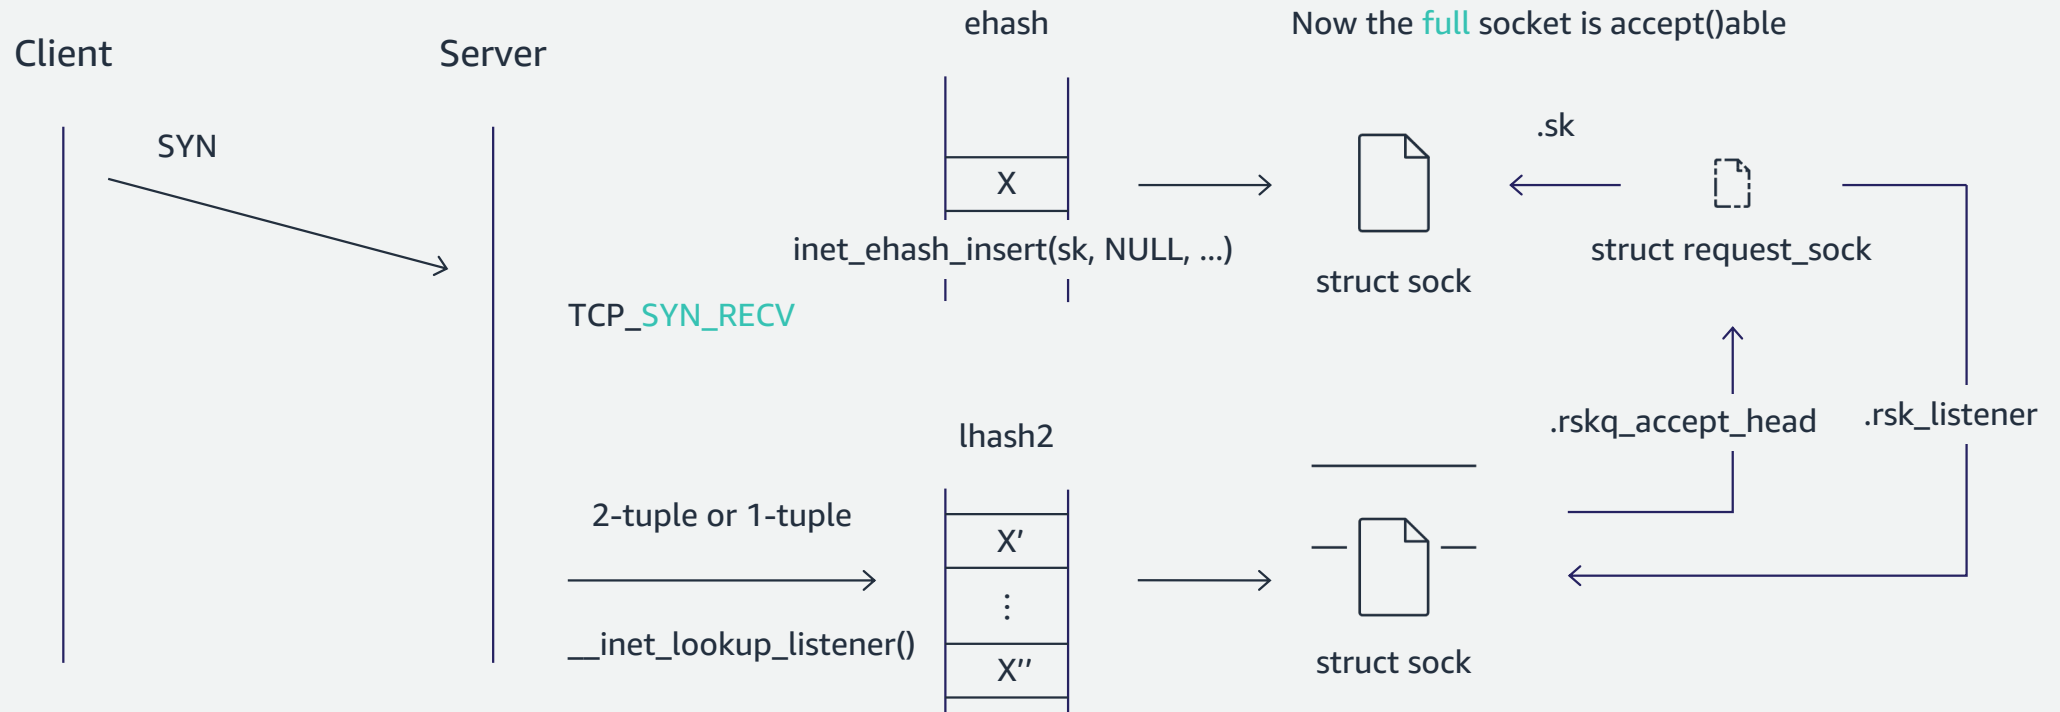 ehash
Now the full socket is accept()able
Client
Server
SYN
.sk
X
inet_ehash_insert(sk, NULL, ...)
struct request_sock
struct sock
TCP_SYN_RECV
.rskq_accept_head
.rsk_listener
lhash2
2-tuple or 1-tuple
X’
⋮
__inet_lookup_listener()
X’’
struct sock